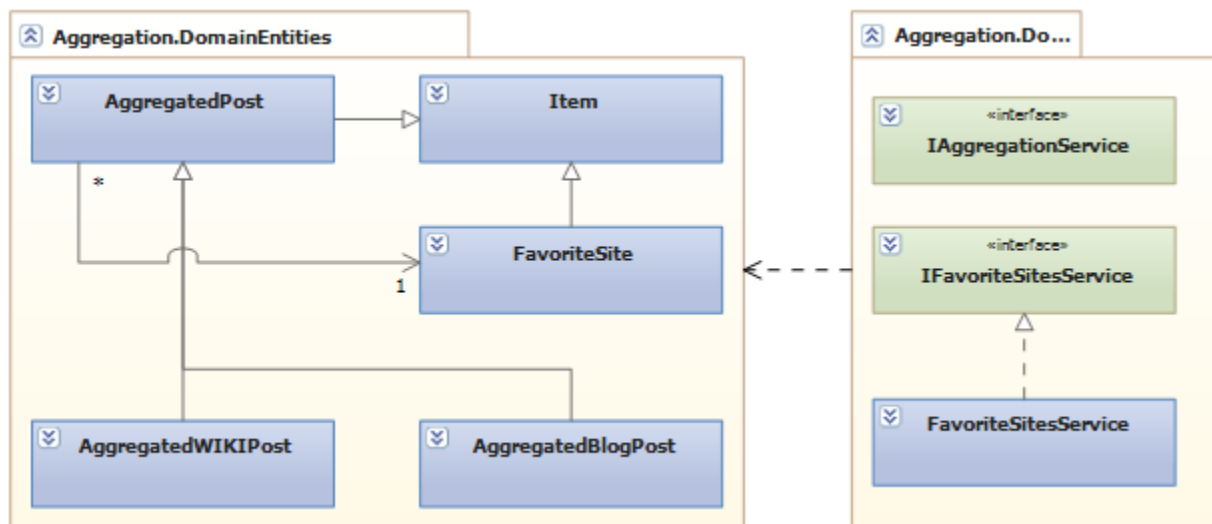 Aggregation.DomainEntities
AggregatedPost
Item
*
FavoriteSite
1
AggregatedWIKIPost
AggregatedBlogPost
Aggregation.Do...
«interface»
IAggregationService
«interface»
IFavoriteSitesService
FavoriteSitesService